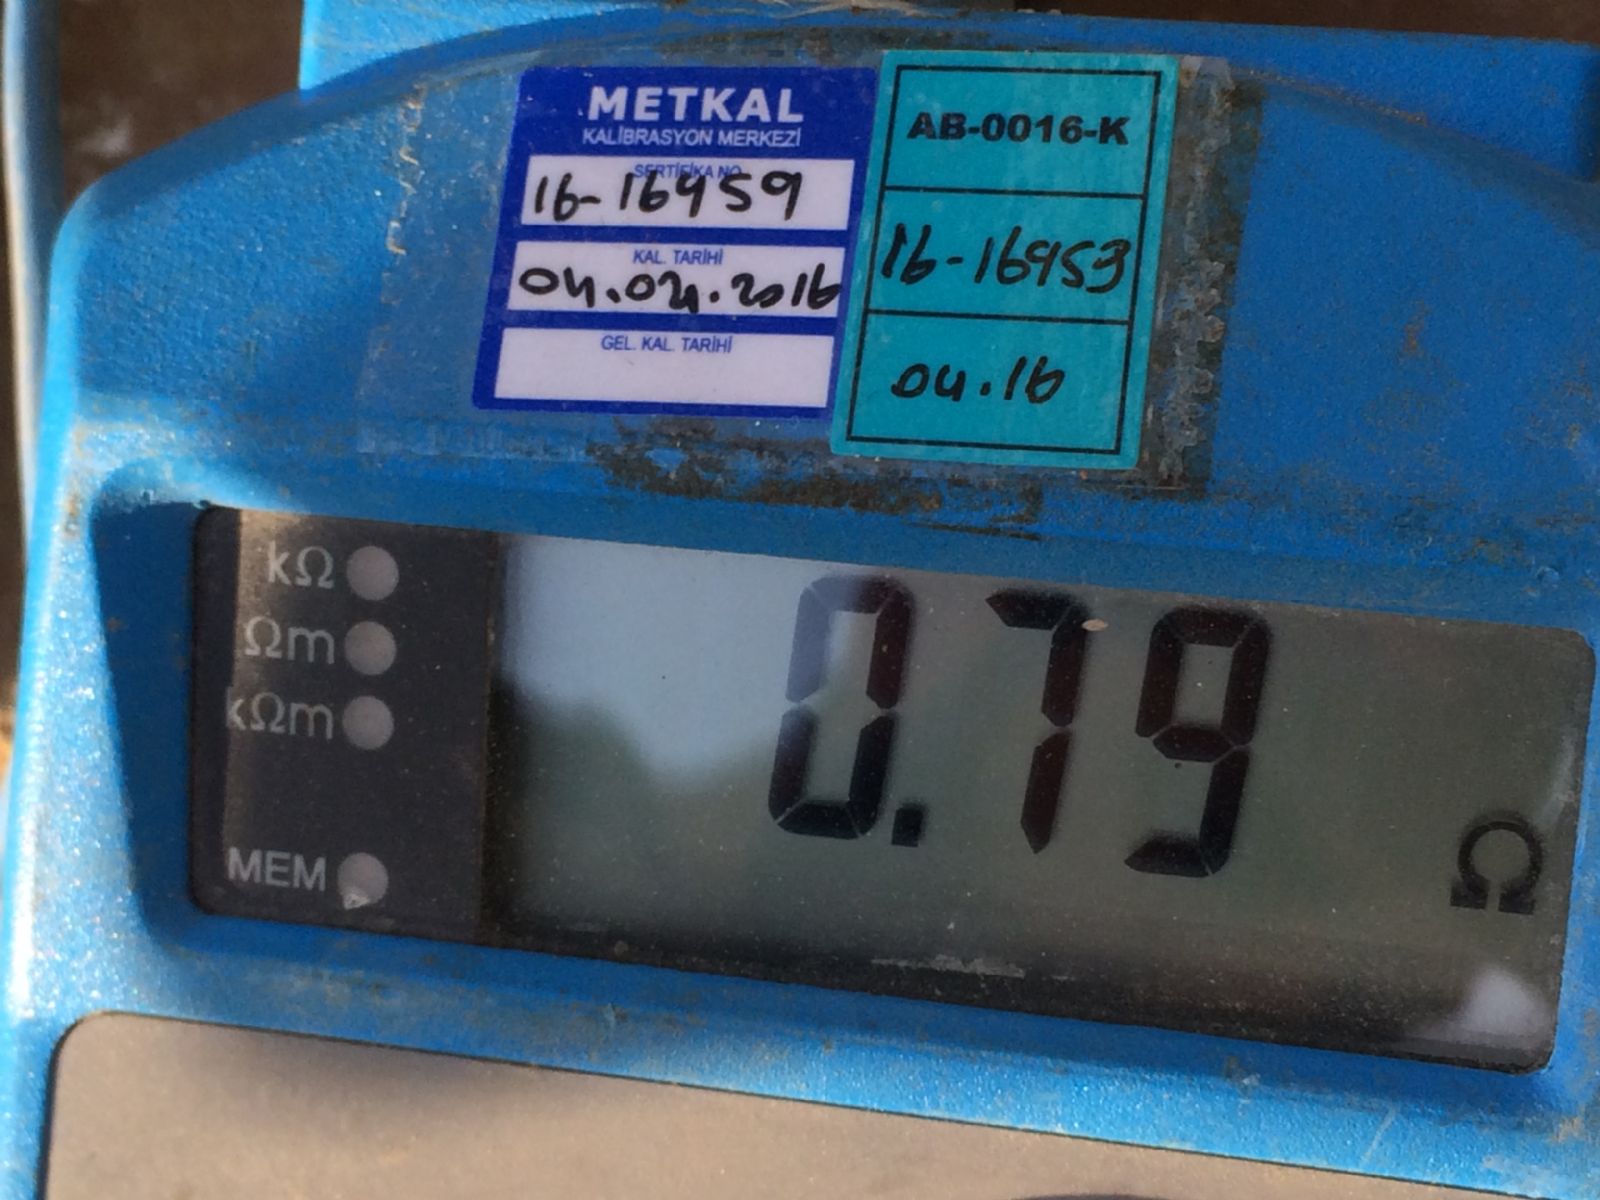 METKAL
KALİBRASYON MERKEZİ
SERTİFİKA NO
16-16959
KAL. TARİHİ
04.04.2016
GEL. KAL. TARİHİ
AB-0016-K
16-16953
04.16
kΩ
Ωm
kΩm
MEM
0.79
Ω